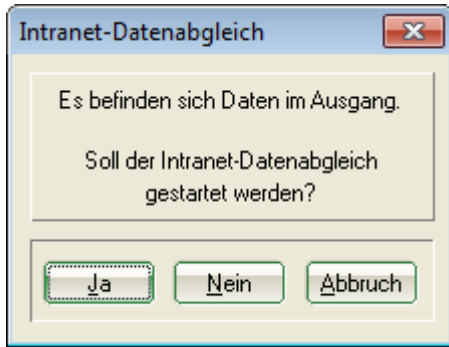 Intranet-Datenabgleich
Es befinden sich Daten im Ausgang.
Soll der Intranet-Datenabgleich
gestartet werden?
Ja Nein Abbruch